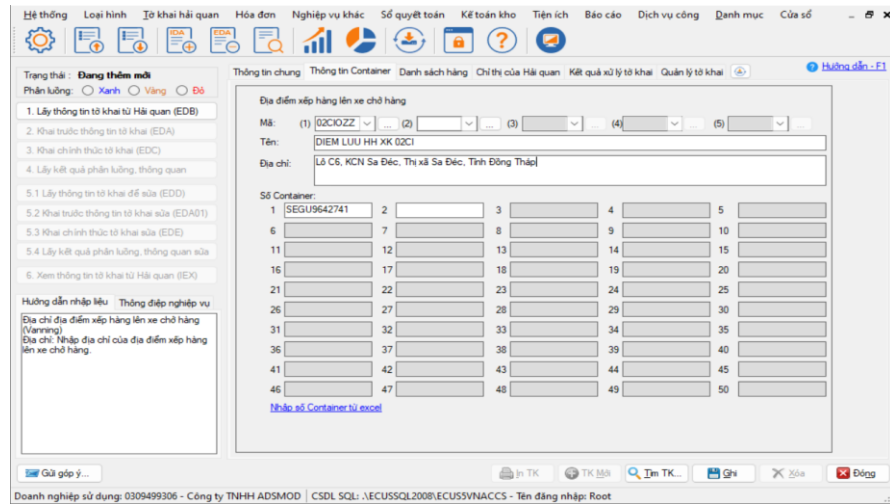 Hệ thống Loại hình Tờ khai hải quan Hóa đơn Nghiệp vụ khác Sổ quyết toán Kế toán kho Tiện ích Báo cáo Dịch vụ công Danh mục Cửa sổ
Trạng thái : Đang thêm mới
Phân luồng: Xanh Vàng Đỏ
1. Lấy thông tin tờ khai từ Hải quan (EDB)
2. Khai trước thông tin tờ khai (EDA)
3. Khai chính thức tờ khai (EDC)
4. Lấy kết quả phân luồng, thông quan
5.1 Lấy thông tin tờ khai để sửa (EDD)
5.2 Khai trước thông tin tờ khai sửa (EDA01)
5.3 Khai chính thức tờ khai sửa (EDE)
5.4 Lấy kết quả phân luồng, thông quan sửa
6. Xem thông tin tờ khai từ Hải quan (IEX)
Hướng dẫn nhập liệu Thông điệp nghiệp vụ
Địa chỉ địa điểm xếp hàng lên xe chở hàng
(Vanning)
Địa chỉ: Nhập địa chỉ của địa điểm xếp hàng
lên xe chở hàng.
Thông tin chung Thông tin Container Danh sách hàng Chỉ thị của Hải quan Kết quả xử lý tờ khai Quản lý tờ khai
Hướng dẫn - F1
Địa điểm xếp hàng lên xe chở hàng
Mã: (1) 02CIOZZ ... (2) ... (3) ... (4) ... (5) ...
Tên: DIEM LUU HH XK 02CI
Địa chỉ: Lô C6, KCN Sa Đéc, Thị xã Sa Đéc, Tỉnh Đồng Tháp
Số Container:
1 SEGU9642741 2 3 4 5
6 7 8 9 10
11 12 13 14 15
16 17 18 19 20
21 22 23 24 25
26 27 28 29 30
31 32 33 34 35
36 37 38 39 40
41 42 43 44 45
46 47 48 49 50
Nhập số Container từ excel
Gửi góp ý... In TK TK Mới Tìm TK... Ghi Xóa Đóng
Doanh nghiệp sử dụng: 0309499306 - Công ty TNHH ADSMOD CSDL SQL: .\ECUSSQL2008\ECUS5VNACCS - Tên đăng nhập: Root